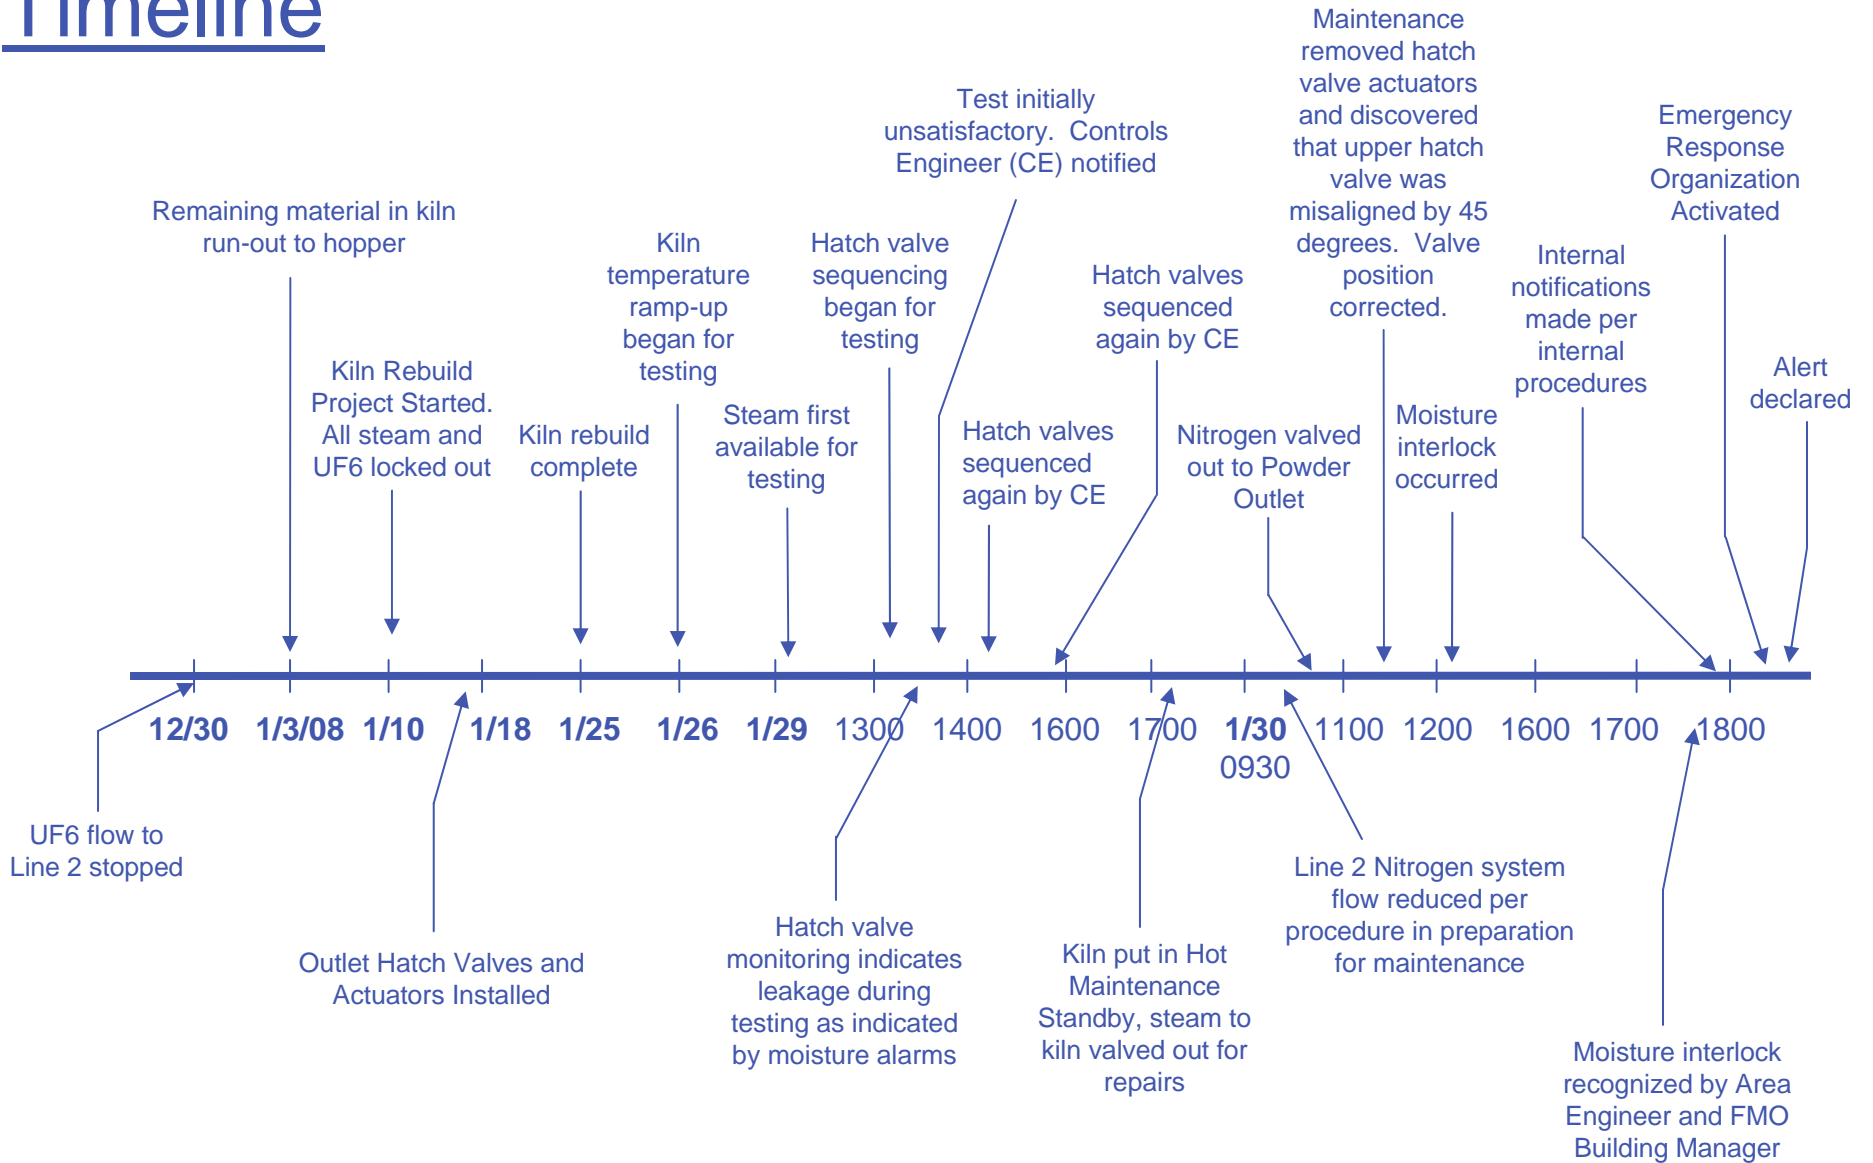 Timeline
Remaining material in kiln
run-out to hopper
Kiln Rebuild
Project Started.
All steam and
UF6 locked out
Kiln rebuild
complete
Kiln
temperature
ramp-up
began for
testing
Steam first
available for
testing
Hatch valve
sequencing
began for
testing
Test initially
unsatisfactory.  Controls
Engineer (CE) notified
Hatch valves
sequenced
again by CE
Hatch valves
sequenced
again by CE
Nitrogen valved
out to Powder
Outlet
Maintenance
removed hatch
valve actuators
and discovered
that upper hatch
valve was
misaligned by 45
degrees.  Valve
position
corrected.
Moisture
interlock
occurred
Internal
notifications
made per
internal
procedures
Emergency
Response
Organization
Activated
Alert
declared
12/30 1/3/08 1/10 1/18 1/25 1/26 1/29 1300 1400 1600 1700 1/30 1100 1200 1600 1700 1800
0930
UF6 flow to
Line 2 stopped
Outlet Hatch Valves and
Actuators Installed
Hatch valve
monitoring indicates
leakage during
testing as indicated
by moisture alarms
Kiln put in Hot
Maintenance
Standby, steam to
kiln valved out for
repairs
Line 2 Nitrogen system
flow reduced per
procedure in preparation
for maintenance
Moisture interlock
recognized by Area
Engineer and FMO
Building Manager